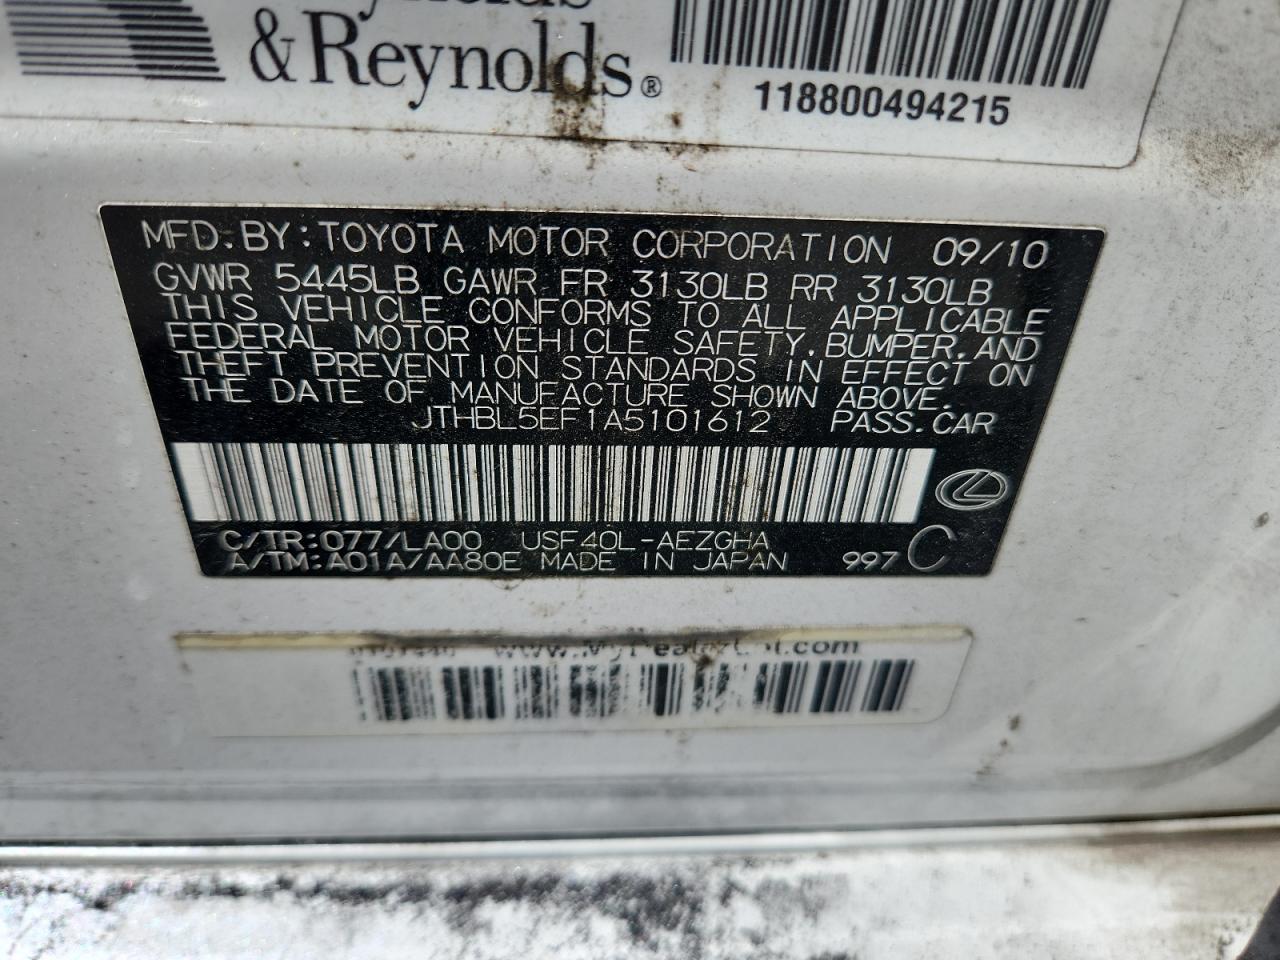 & Reynolds®
118800494215
MFD. BY: TOYOTA MOTOR CORPORATION 09/10
GVWR 5445LB GAWR FR 3130LB RR 3130LB
THIS VEHICLE CONFORMS TO ALL APPLICABLE
FEDERAL MOTOR VEHICLE SAFETY, BUMPER, AND
THEFT PREVENTION STANDARDS IN EFFECT ON
THE DATE OF MANUFACTURE SHOWN ABOVE.
JTHBL5EF1A5101612 PASS. CAR
C/TR: 077/LA00 USF40L-AEZGHA
A/TM: A01A/AA80E MADE IN JAPAN 997 C